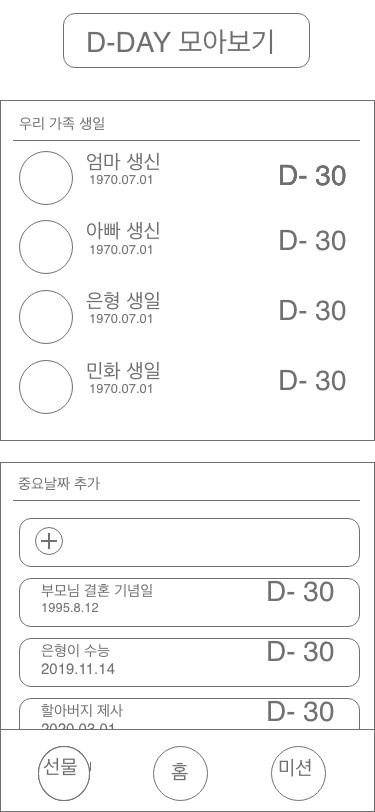 D-DAY 모아보기
우리 가족 생일
엄마 생신
1970.07.01
D- 30
아빠 생신
1970.07.01
D- 30
은형 생일
1970.07.01
D- 30
민화 생일
1970.07.01
D- 30
중요날짜 추가
부모님 결혼 기념일
1995.8.12
D- 30
은형이 수능
2019.11.14
D- 30
할아버지 제사
2020.03.01
D- 30
선물
홈
미션